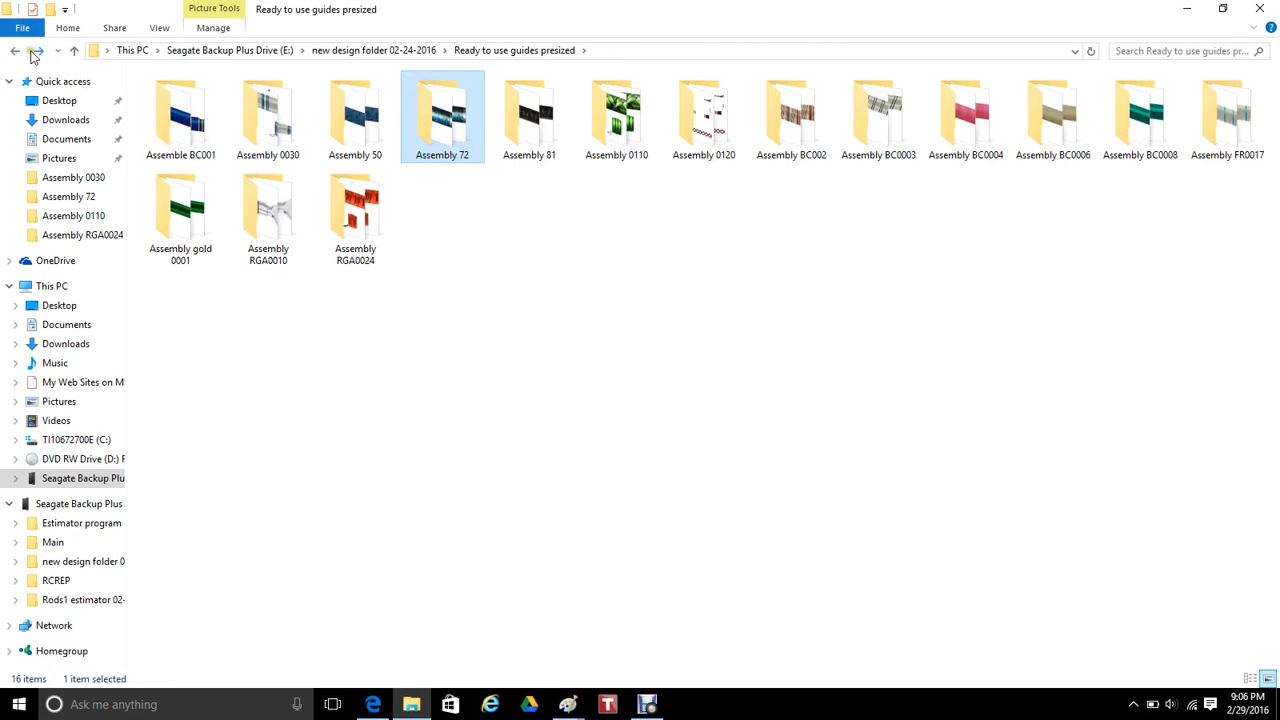 Picture Tools
Ready to use guides presized
File
Home
Share
View
Manage
This PC
Seagate Backup Plus Drive (E:)
new design folder 02-24-2016
Ready to use guides presized
Search Ready to use guides pr...
Quick access
Desktop
Downloads
Documents
Pictures
Assembly 0030
Assembly 72
Assembly 0110
Assembly RGA0024
OneDrive
This PC
Desktop
Documents
Downloads
Music
My Web Sites on M
Pictures
Videos
TI10672700E (C:)
DVD RW Drive (D:) F
Seagate Backup Plu
Seagate Backup Plus
Estimator program
Main
new design folder 0
RCREP
Rods1 estimator 02-
Network
Homegroup
Assemble BC001
Assembly 0030
Assembly 50
Assembly 72
Assembly 81
Assembly 0110
Assembly 0120
Assembly BC002
Assembly BC0003
Assembly BC0004
Assembly BC0006
Assembly BC0008
Assembly FR0017
Assembly gold
0001
Assembly
RGA0010
Assembly
RGA0024
16 items
1 item selected
Ask me anything
9:06 PM
2/29/2016